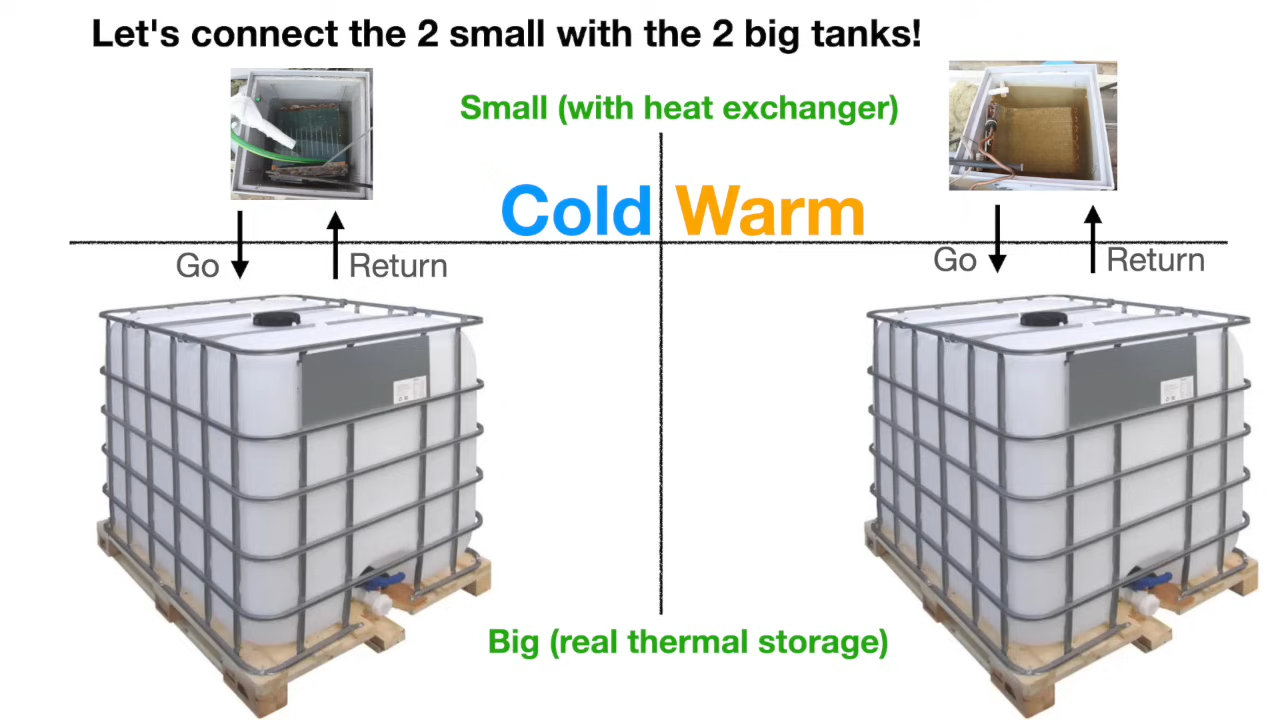 Let's connect the 2 small with the 2 big tanks!
Small (with heat exchanger)
Cold Warm
Go Return
Go Return
Big (real thermal storage)